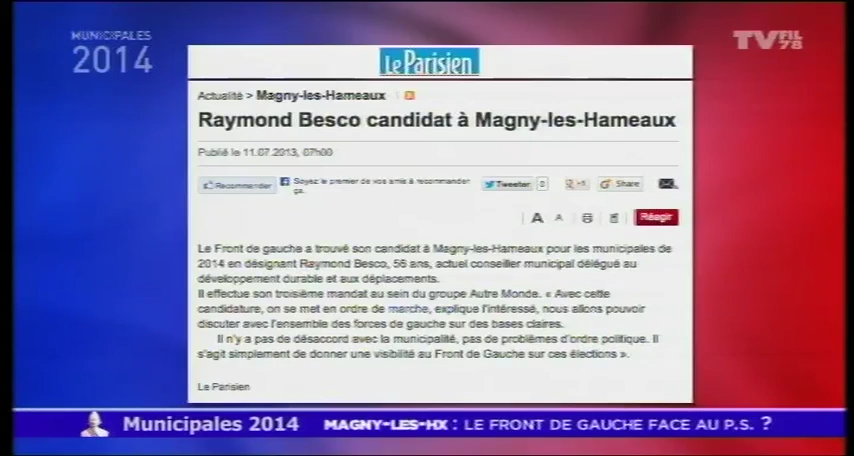 MUNICIPALES
2014
TV FIL 78
Le Parisien
Actualité > Magny-les-Hameaux
Raymond Besco candidat à Magny-les-Hameaux
Publié le 11.07.2013, 07h00
Recommander
Soyez le premier de vos amis à recommander
ça.
Tweeter 0 +1 Share
A A Réagir
Le Front de gauche a trouvé son candidat à Magny-les-Hameaux pour les municipales de
2014 en désignant Raymond Besco, 56 ans, actuel conseiller municipal délégué au
développement durable et aux déplacements.
Il effectue son troisième mandat au sein du groupe Autre Monde. « Avec cette
candidature, on se met en ordre de marche, explique l'intéressé, nous allons pouvoir
discuter avec l'ensemble des forces de gauche sur des bases claires.
Il n'y a pas de désaccord avec la municipalité, pas de problèmes d'ordre politique. Il
s'agit simplement de donner une visibilité au Front de Gauche sur ces élections ».
Le Parisien
Municipales 2014 MAGNY-LES-HX : LE FRONT DE GAUCHE FACE AU P.S. ?